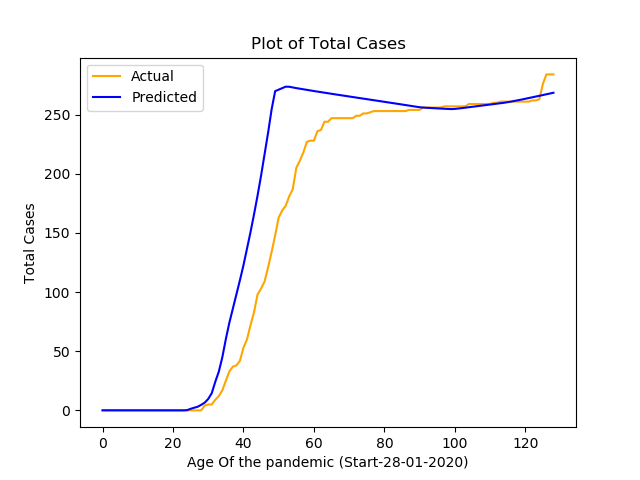 Plot of Total Cases
Actual
Predicted
Total Cases
250
200
150
100
50
0
0 20 40 60 80 100 120
Age Of the pandemic (Start-28-01-2020)